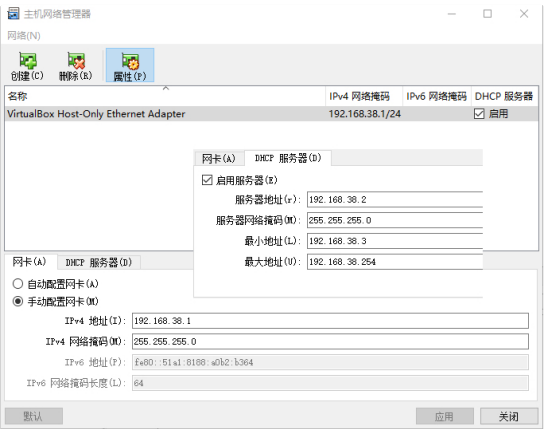 主机网络管理器
网络(N)
创建(C) 删除(R) 属性(P)
名称 IPv4 网络掩码 IPv6 网络掩码 DHCP 服务器
VirtualBox Host-Only Ethernet Adapter 192.168.38.1/24 启用
网卡(A) DHCP 服务器(D)
启用服务器(E)
服务器地址(r): 192.168.38.2
服务器网络掩码(M): 255.255.255.0
最小地址(L): 192.168.38.3
最大地址(U): 192.168.38.254
网卡(A) DHCP 服务器(D)
自动配置网卡(A)
手动配置网卡(M)
IPv4 地址(I): 192.168.38.1
IPv4 网络掩码(M): 255.255.255.0
IPv6 地址(P): fe80::51a1:8188:a0b2:b364
IPv6 网络掩码长度(L): 64
默认 应用 关闭